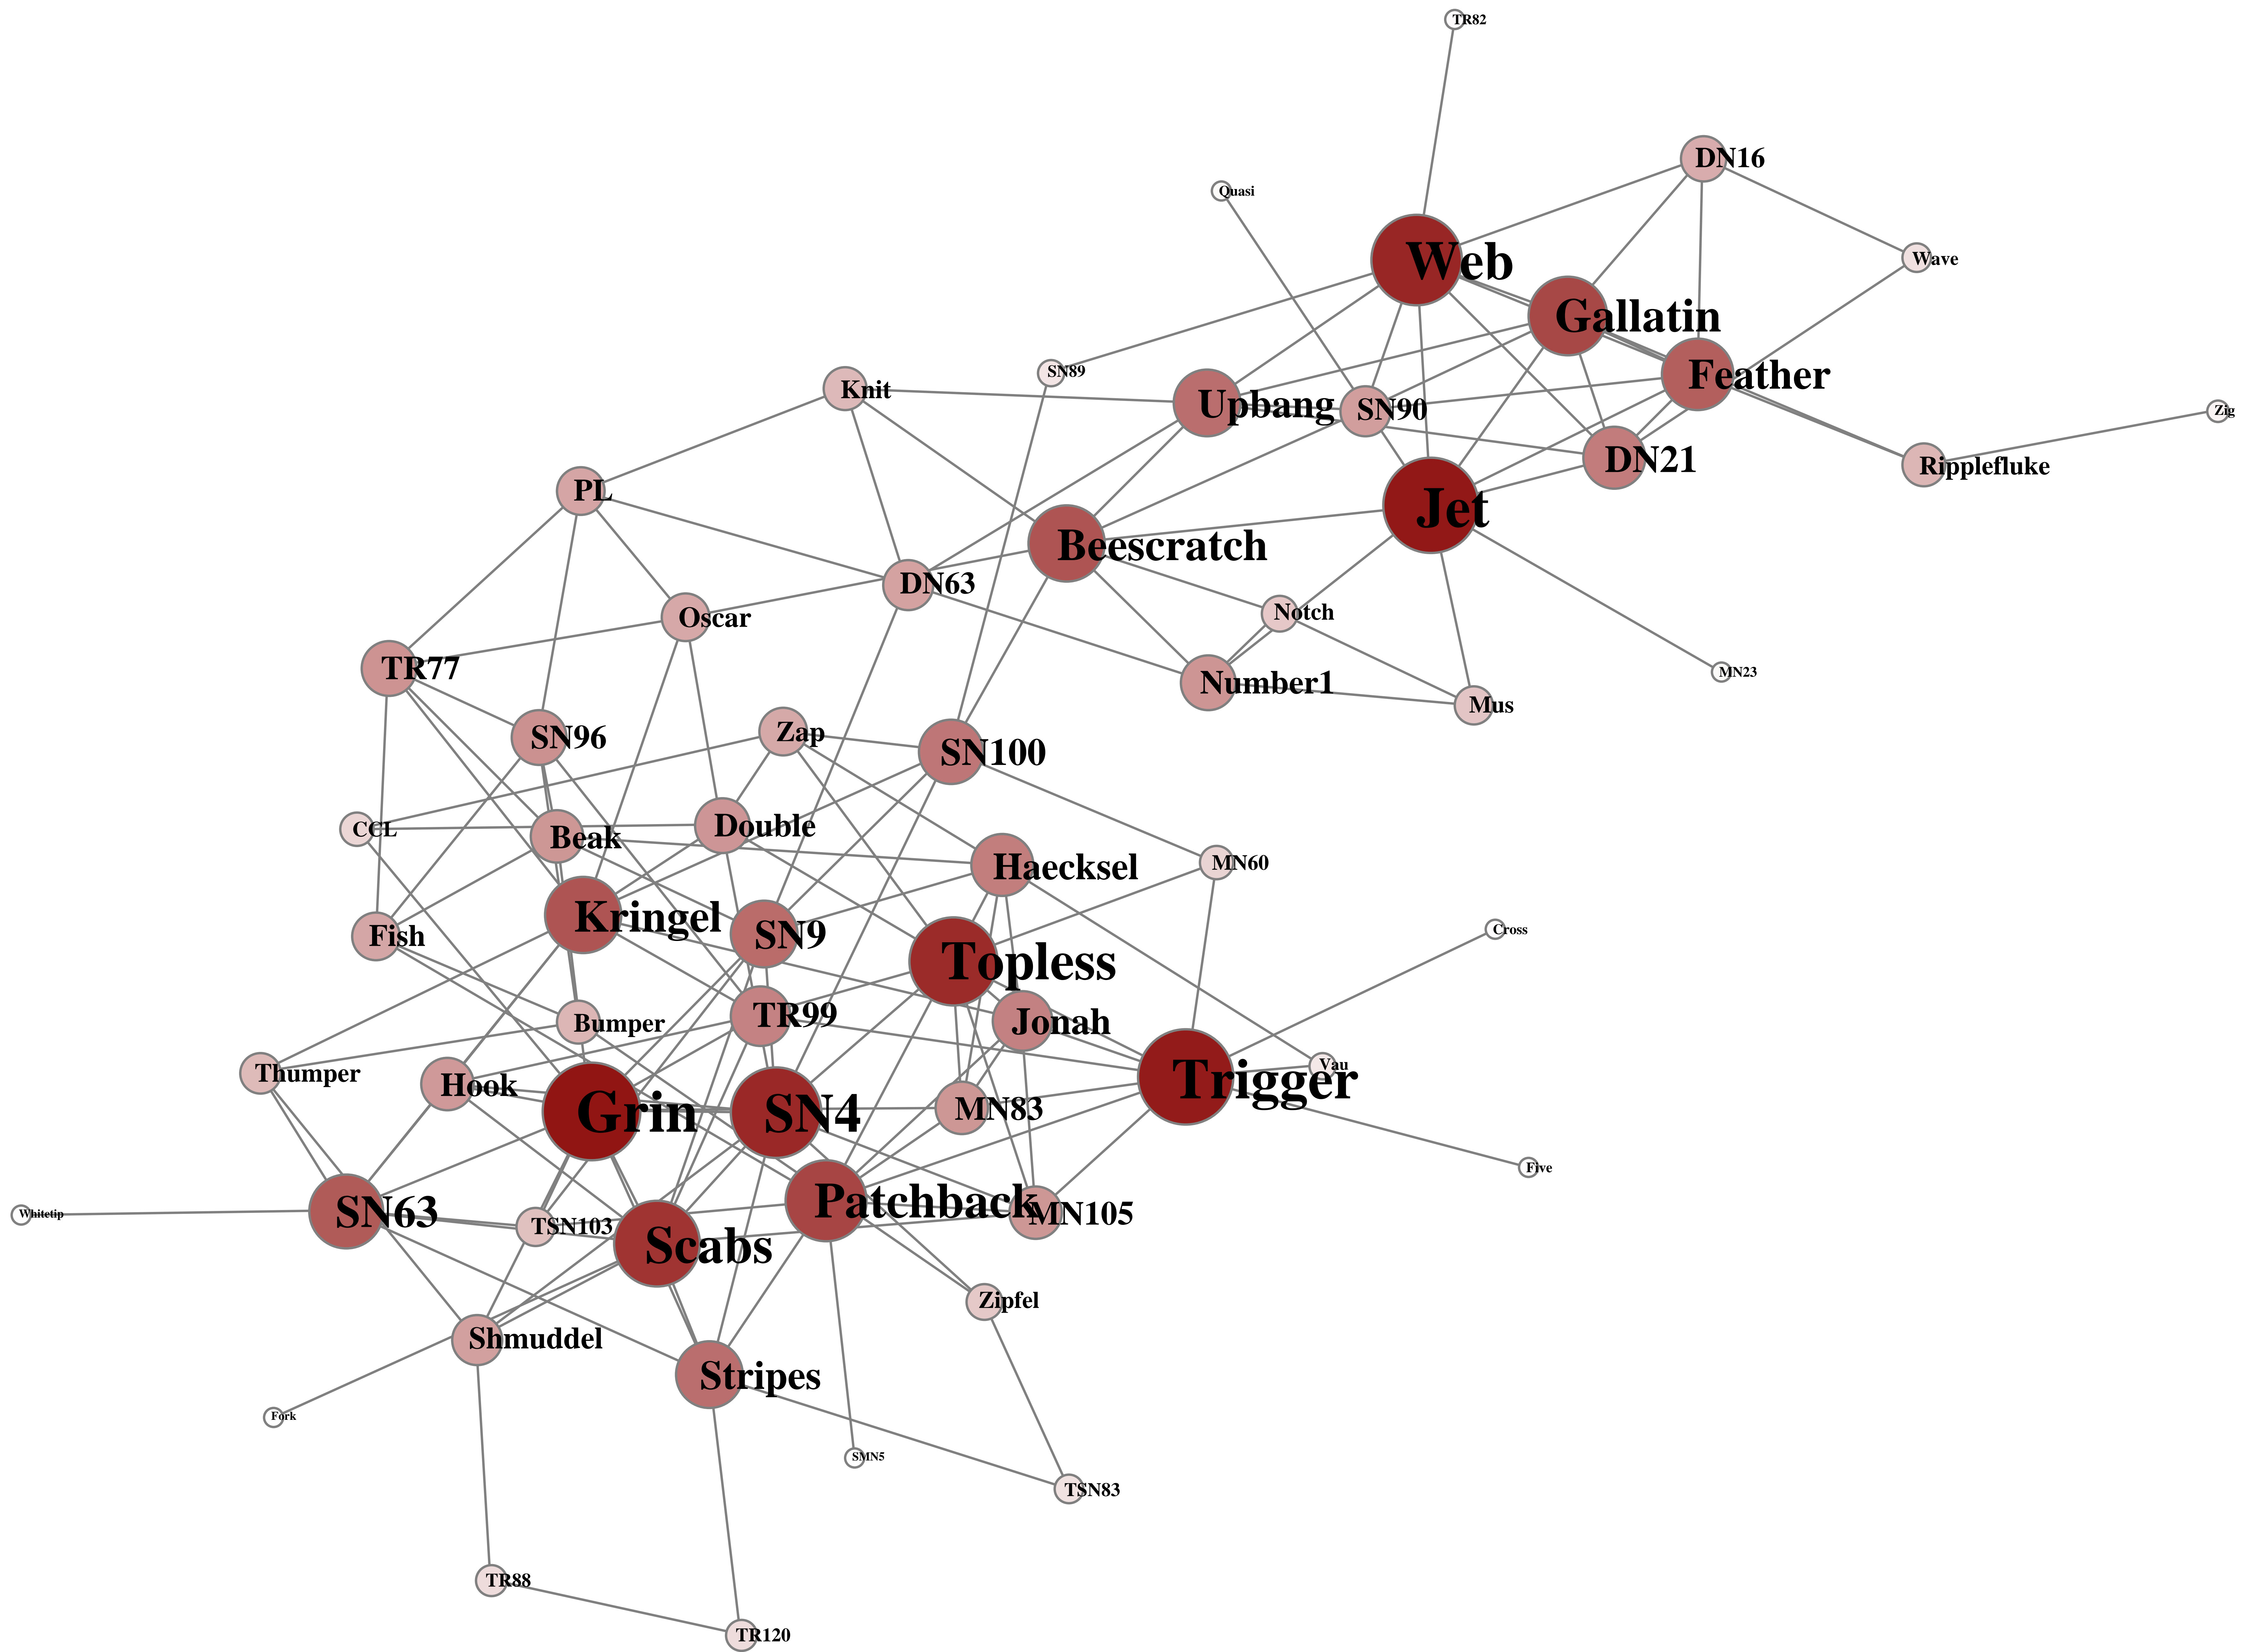 TR82
DN16
Quasi
Web
Wave
Gallatin
SN89
Feather
Knit
Upbang
SN90
Zig
DN21
Ripplefluke
PL
Jet
Beescratch
DN63
Notch
Oscar
TR77
MN23
Number1
Mus
SN96
Zap
SN100
CCL
Beak
Double
Haecksel
MN60
Kringel
Fish
SN9
Cross
Topless
TR99
Jonah
Bumper
Vau
Thumper
Hook
Trigger
Grin
SN4
MN83
Five
Patchback
Whitetip
SN63
MN105
TSN103
Scabs
Zipfel
Shmuddel
Stripes
Fork
SMN5
TSN83
TR88
TR120